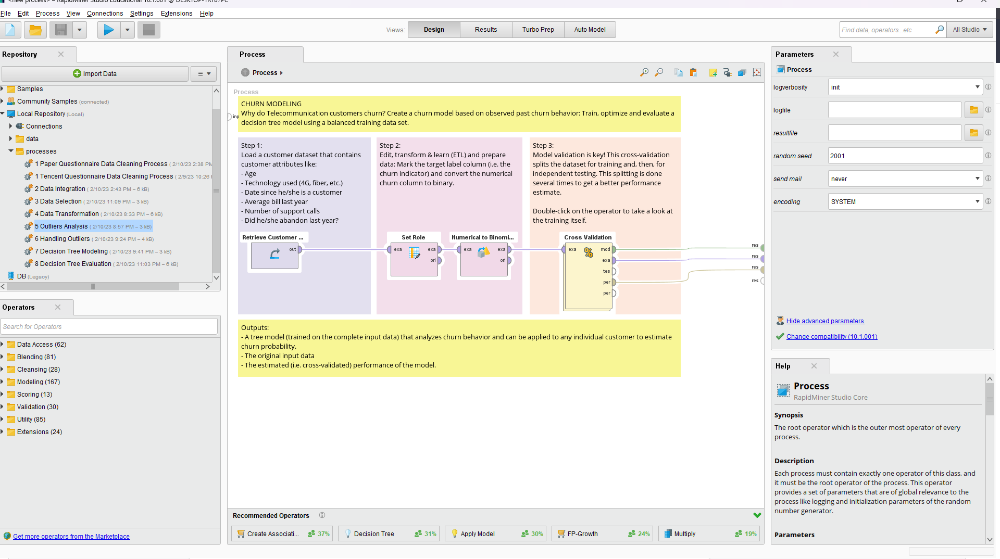 <new process> – RapidMiner Studio Educational 10.1.001 @ DESKTOP-
File Edit Process View Connections Settings Extensions Help
Views: Design Results Turbo Prep Auto Model
Find data, operators...etc
All Studio
Repository
Import Data
Samples
Community Samples (connected)
Local Repository (Local)
Connections
data
processes
1 Paper Questionnaire Data Cleaning Process ( 2/10/23 2:38 PM
1 Tencent Questionnaire Data Cleaning Process ( 2/9/23 10:26
2 Data Integration ( 2/10/23 2:43 PM – 6 kB)
3 Data Selection ( 2/10/23 11:09 PM – 3 kB)
4 Data Transformation ( 2/10/23 8:33 PM – 6 kB)
5 Outliers Analysis ( 2/10/23 8:57 PM – 3 kB)
6 Handling Outliers ( 2/10/23 9:24 PM – 4 kB)
7 Decision Tree Modeling ( 2/10/23 9:41 PM – 3 kB)
8 Decision Tree Evaluation ( 2/10/23 11:03 PM – 6 kB)
DB (Legacy)
Operators
Search for Operators
Data Access (62)
Blending (81)
Cleansing (28)
Modeling (167)
Scoring (13)
Validation (30)
Utility (85)
Extensions (24)
Get more operators from the Marketplace
Process
Process
Process
inp
CHURN MODELING
Why do Telecommunication customers churn? Create a churn model based on observed past churn behavior: Train, optimize and evaluate a
decision tree model using a balanced training data set.
Step 1:
Load a customer dataset that contains
customer attributes like:
- Age
- Technology used (4G, fiber, etc.)
- Date since he/she is a customer
- Average bill last year
- Number of support calls
- Did he/she abandon last year?
Retrieve Customer ...
out
Step 2:
Edit, transform & learn (ETL) and prepare
data: Mark the target label column (i.e. the
churn indicator) and convert the numerical
churn column to binary.
Set Role
exa exa
ori
Numerical to Binomi...
exa exa
ori
Step 3:
Model validation is key! This cross-validation
splits the dataset for training and, then, for
independent testing. This splitting is done
several times to get a better performance
estimate.
Double-click on the operator to take a look at
the training itself.
Cross Validation
exa mod
exa
tes
per
per
res
res
res
res
Outputs:
- A tree model (trained on the complete input data) that analyzes churn behavior and can be applied to any individual customer to estimate
churn probability.
- The original input data
- The estimated (i.e. cross-validated) performance of the model.
Recommended Operators
Create Associati... 37%
Decision Tree 31%
Apply Model 30%
FP-Growth 24%
Multiply 19%
Parameters
Process
logverbosity init
logfile
resultfile
random seed 2001
send mail never
encoding SYSTEM
Hide advanced parameters
Change compatibility (10.1.001)
Help
Process
RapidMiner Studio Core
Synopsis
The root operator which is the outer most operator of every
process.
Description
Each process must contain exactly one operator of this class, and
it must be the root operator of the process. This operator
provides a set of parameters that are of global relevance to the
process like logging and initialization parameters of the random
number generator.
Parameters